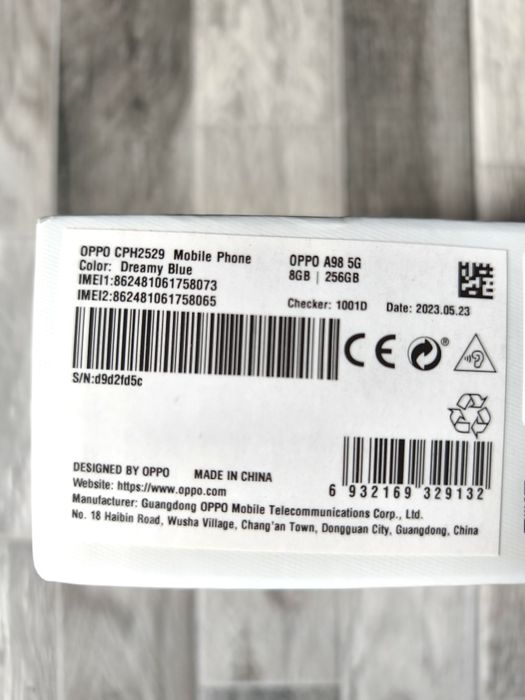 OPPO CPH2529 Mobile Phone OPPO A98 5G
Color: Dreamy Blue 8GB | 256GB
IMEI1:862481061758073
IMEI2:862481061758065 Checker: 1001D Date: 2023.05.23
CE
S/N:d9d2fd5c
DESIGNED BY OPPO MADE IN CHINA
Website: https://www.oppo.com
6 932169 329132
Manufacturer: Guangdong OPPO Mobile Telecommunications Corp., Ltd.
No. 18 Haibin Road, Wusha Village, Chang'an Town, Dongguan City, Guangdong, China